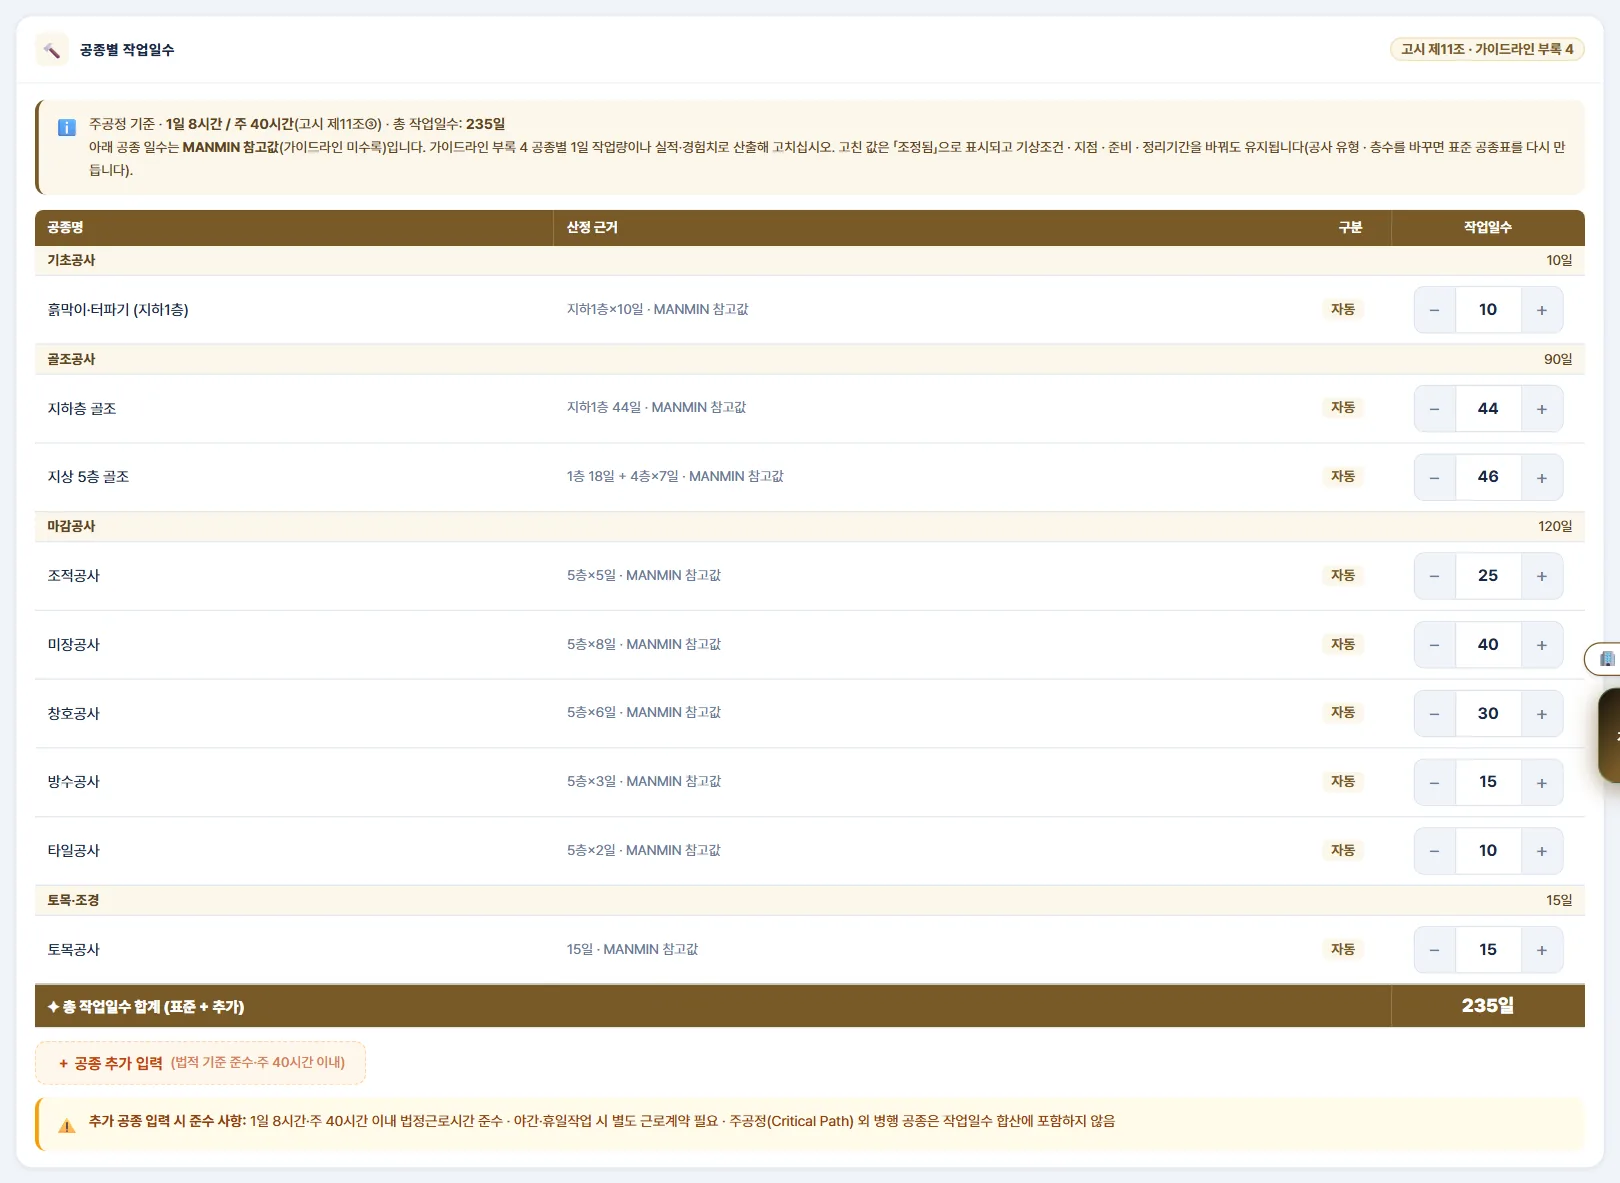 공종별 작업일수
고시 제11조 · 가이드라인 부록 4
주공정 기준 · 1일 8시간 / 주 40시간(고시 제11조③) · 총 작업일수: 235일
아래 공종 일수는 MANMIN 참고값(가이드라인 미수록)입니다. 가이드라인 부록 4 공종별 1일 작업량이나 실적·경험치로 산출해 고치십시오. 고친 값은 「조정됨」으로 표시되고 기상조건 · 지점 · 준비 · 정리기간을 바꿔도 유지됩니다(공사 유형 · 층수를 바꾸면 표준 공종표를 다시 만
듭니다).
공종명 산정 근거 구분 작업일수
기초공사 10일
흙막이·터파기 (지하1층) 지하1층×10일 · MANMIN 참고값 자동 − 10 +
골조공사 90일
지하층 골조 지하1층 44일 · MANMIN 참고값 자동 − 44 +
지상 5층 골조 1층 18일 + 4층×7일 · MANMIN 참고값 자동 − 46 +
마감공사 120일
조적공사 5층×5일 · MANMIN 참고값 자동 − 25 +
미장공사 5층×8일 · MANMIN 참고값 자동 − 40 +
창호공사 5층×6일 · MANMIN 참고값 자동 − 30 +
방수공사 5층×3일 · MANMIN 참고값 자동 − 15 +
타일공사 5층×2일 · MANMIN 참고값 자동 − 10 +
토목·조경 15일
토목공사 15일 · MANMIN 참고값 자동 − 15 +
✦ 총 작업일수 합계 (표준 + 추가) 235일
+ 공종 추가 입력 (법적 기준 준수·주 40시간 이내)
추가 공종 입력 시 준수 사항: 1일 8시간·주 40시간 이내 법정근로시간 준수 · 야간·휴일작업 시 별도 근로계약 필요 · 주공정(Critical Path) 외 병행 공종은 작업일수 합산에 포함하지 않음